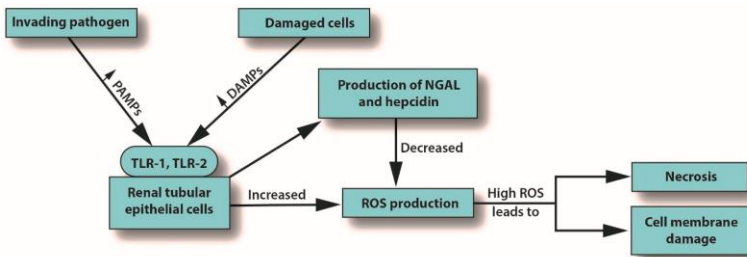 Invading pathogen
Damaged cells
PAMPs
DAMPs
Production of NGAL
and hepcidin
TLR-1, TLR-2
Renal tubular
epithelial cells
Increased
Decreased
ROS production
High ROS
leads to
Necrosis
Cell membrane
damage